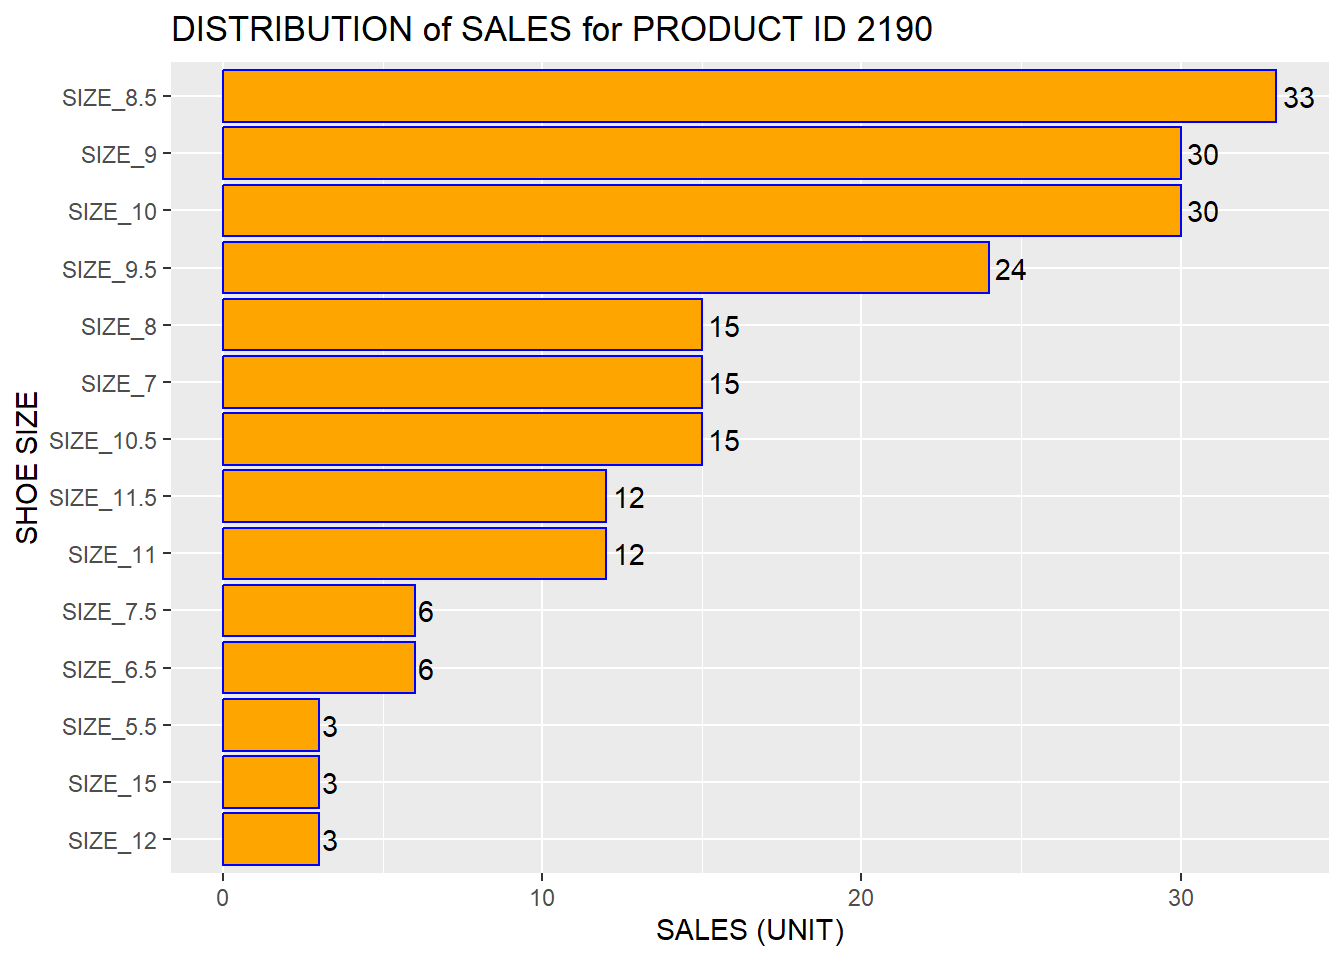 DISTRIBUTION of SALES for PRODUCT ID 2190
SHOE SIZE
SIZE_8.5 33
SIZE_9 30
SIZE_10 30
SIZE_9.5 24
SIZE_8 15
SIZE_7 15
SIZE_10.5 15
SIZE_11.5 12
SIZE_11 12
SIZE_7.5 6
SIZE_6.5 6
SIZE_5.5 3
SIZE_15 3
SIZE_12 3
0 10 20 30
SALES (UNIT)